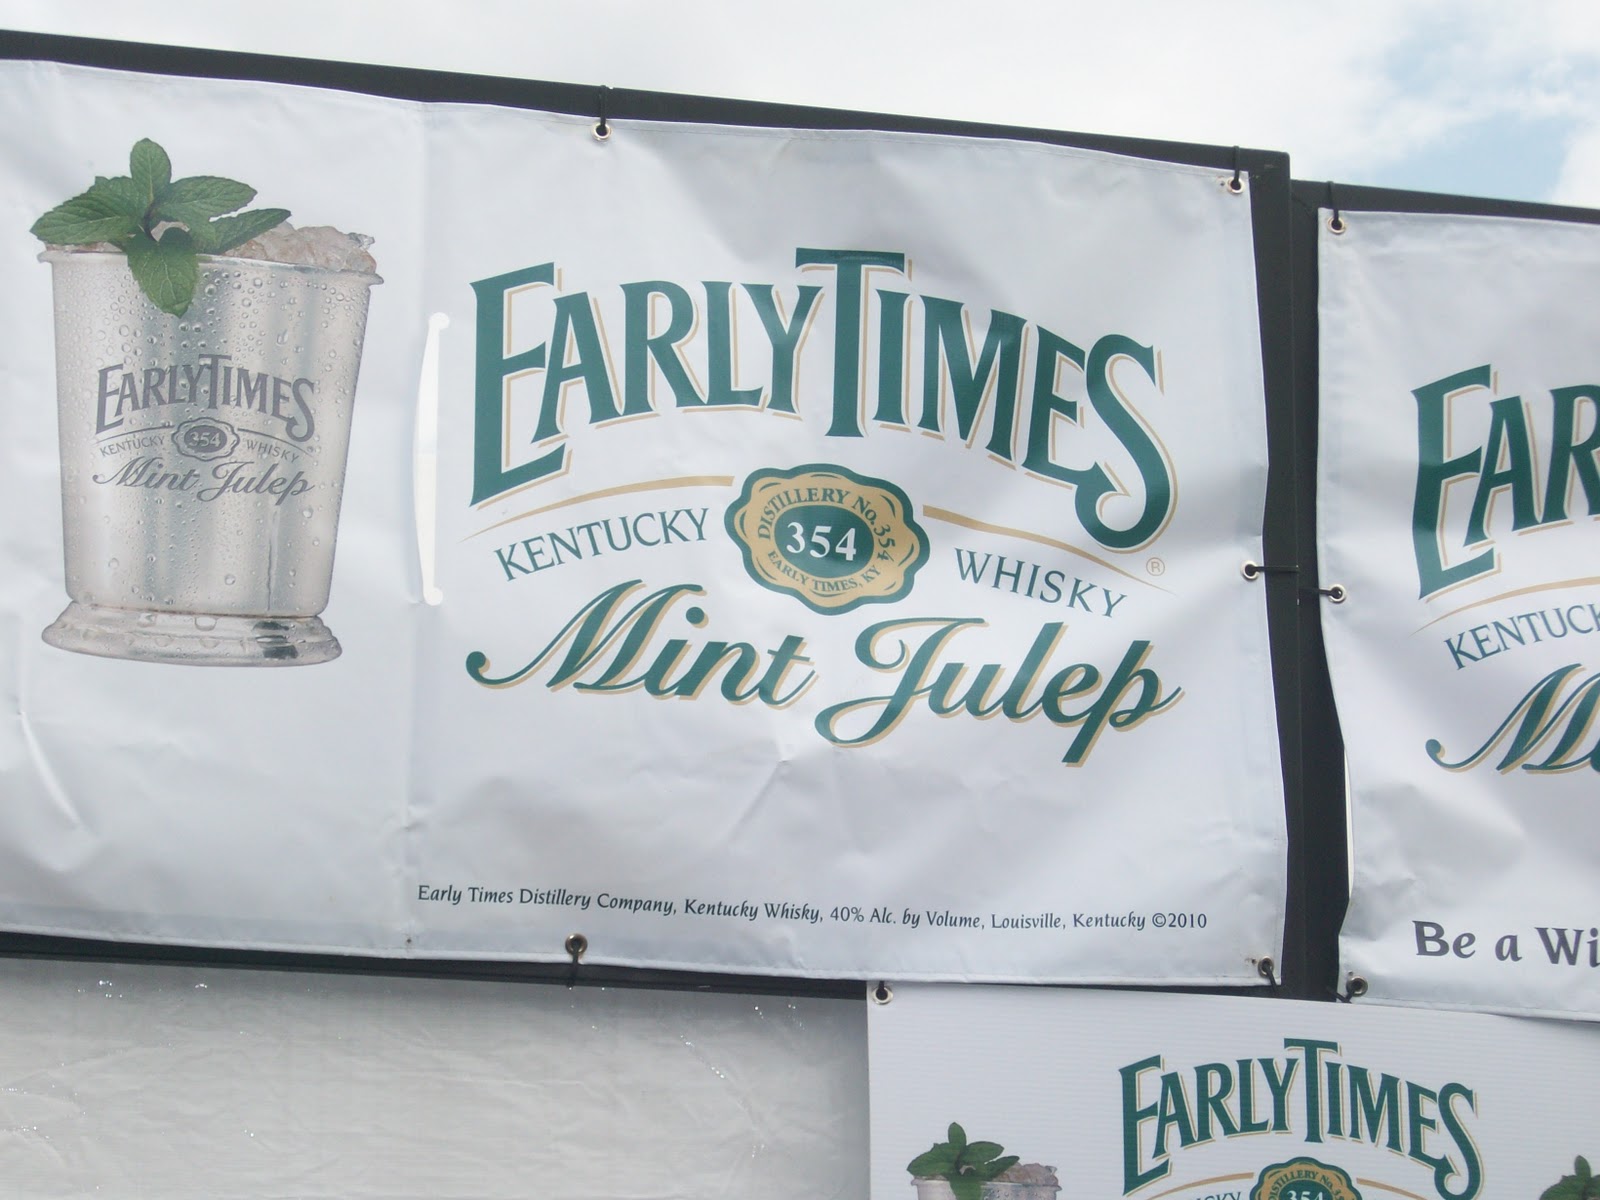 EARLY TIMES
KENTUCKY 354 WHISKY
Mint Julep
EARLY TIMES
DISTILLERY No. 354
KENTUCKY 354 WHISKY
EARLY TIMES, KY
®
Mint Julep
Early Times Distillery Company, Kentucky Whisky, 40% Alc. by Volume, Louisville, Kentucky ©2010
EAR
KENTUCK
M
Be a Wi
EARLY TIMES
354